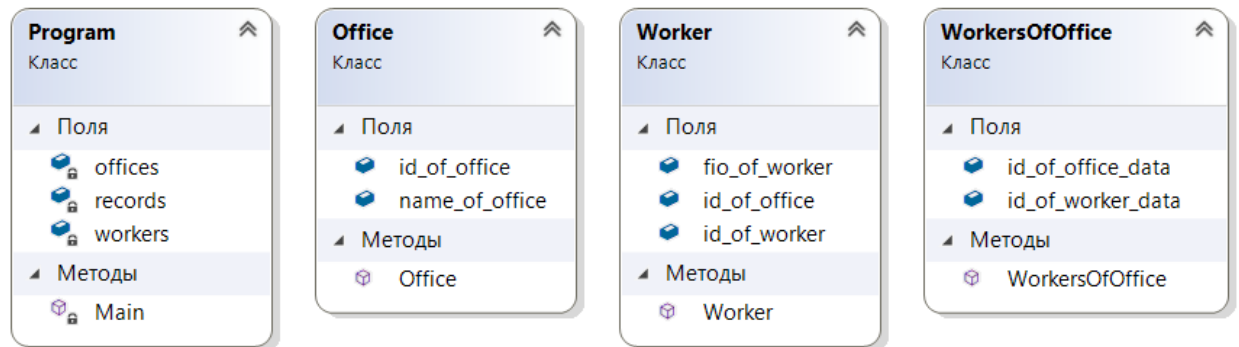 Program
Класс
Поля
offices
records
workers
Методы
Main
Office
Класс
Поля
id_of_office
name_of_office
Методы
Office
Worker
Класс
Поля
fio_of_worker
id_of_office
id_of_worker
Методы
Worker
WorkersOfOffice
Класс
Поля
id_of_office_data
id_of_worker_data
Методы
WorkersOfOffice